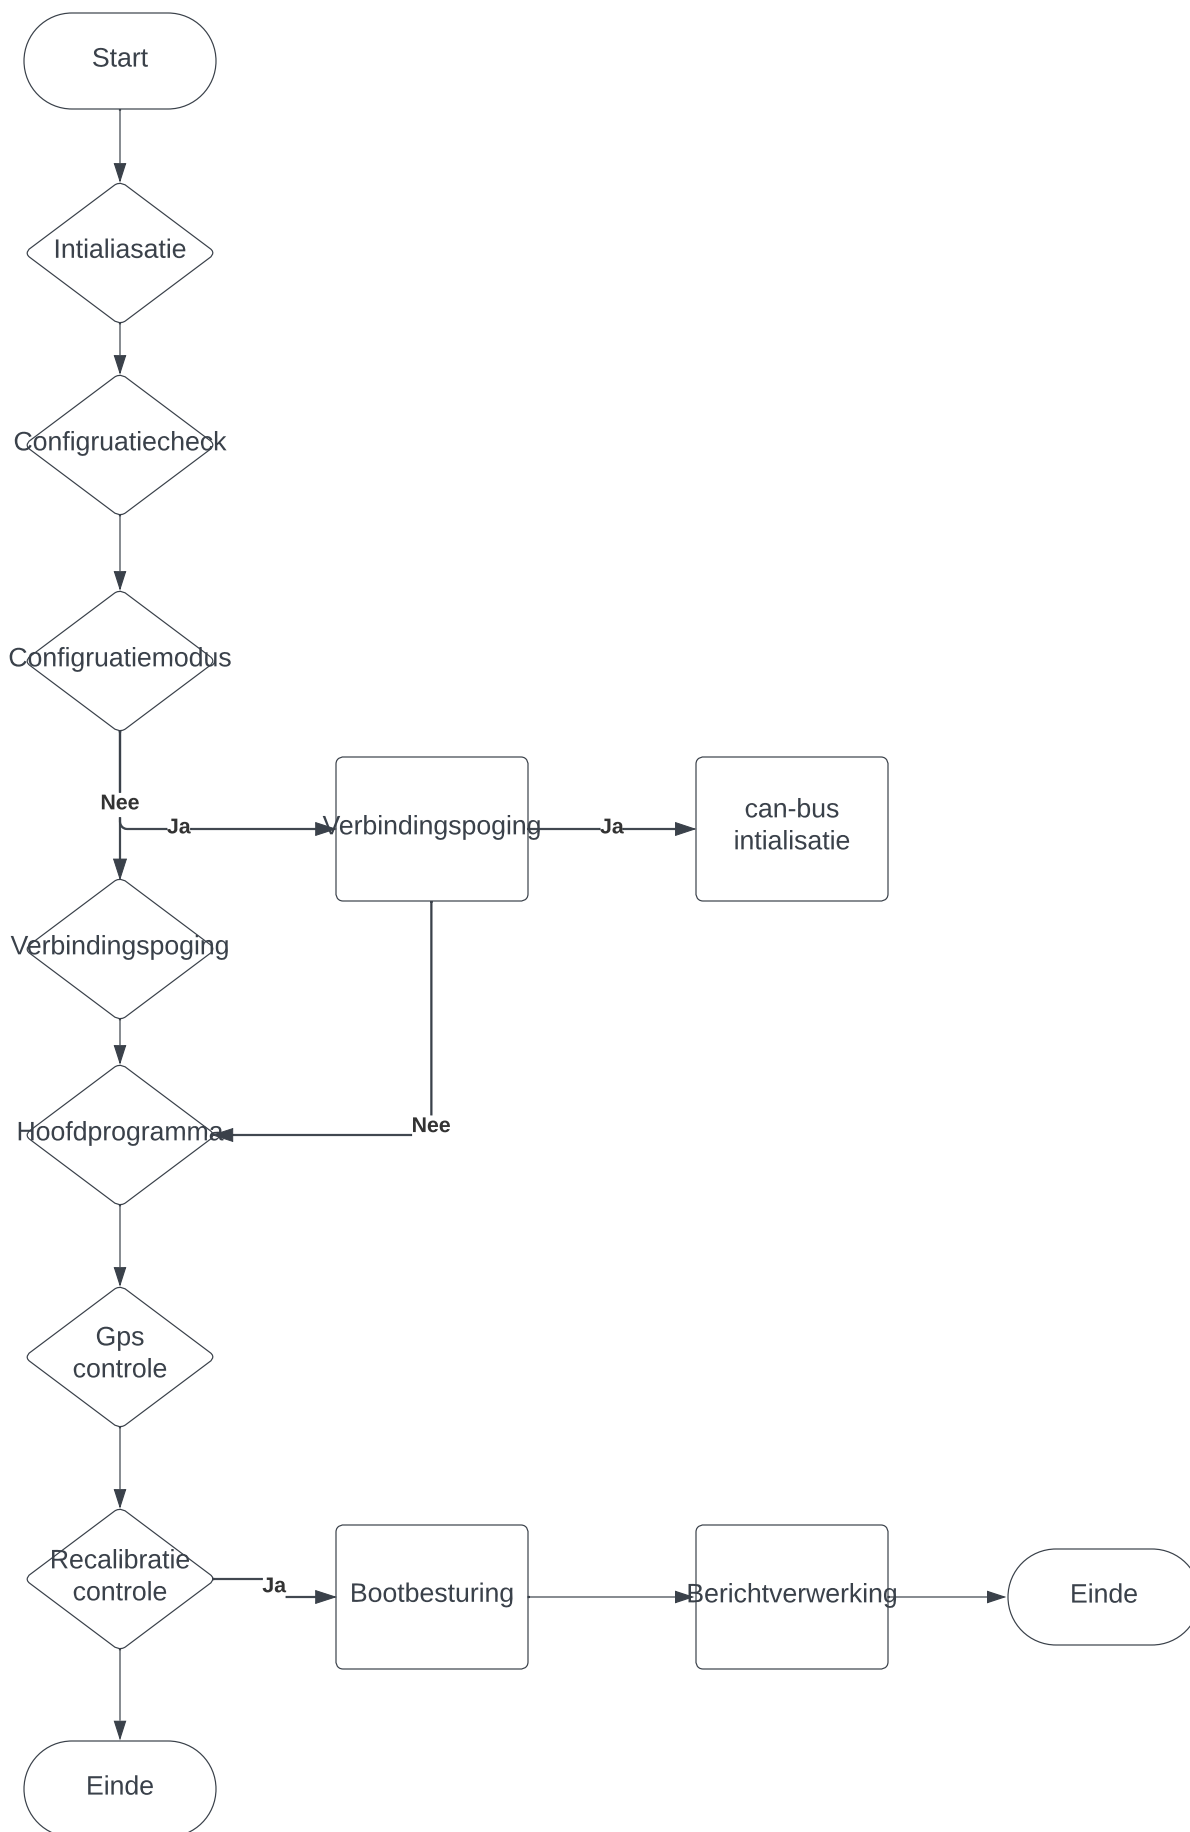 Start
Intialiasatie
Configruatiecheck
Configruatiemodus
Nee
Ja
Verbindingspoging
Ja
can-bus
intialisatie
Verbindingspoging
Hoofdprogramma
Nee
Gps
controle
Recalibratie
controle
Ja
Bootbesturing
Berichtverwerking
Einde
Einde